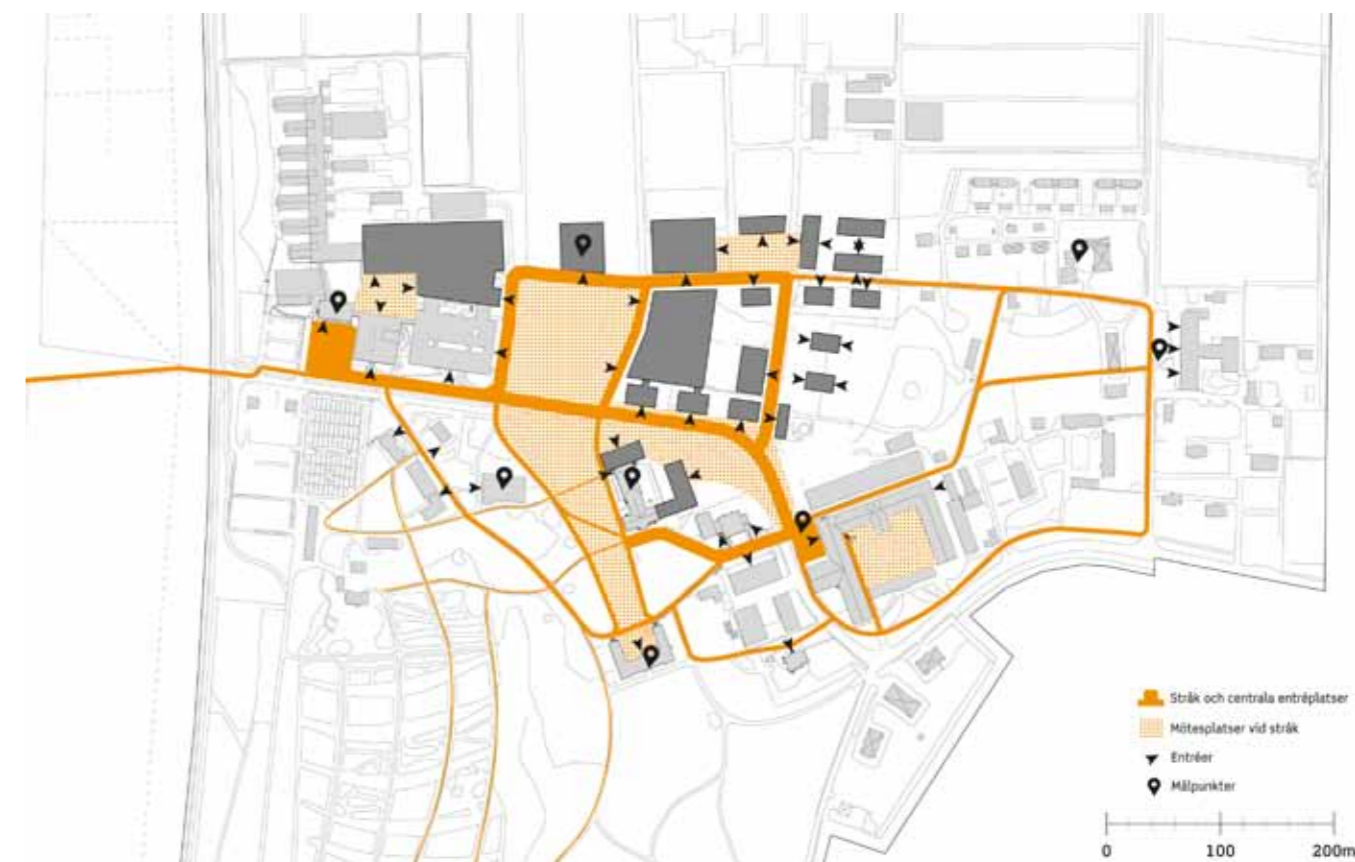 Stråk och centrala entréplatser
Mötesplatser vid stråk
Entréer
Målpunkter
0 100 200m